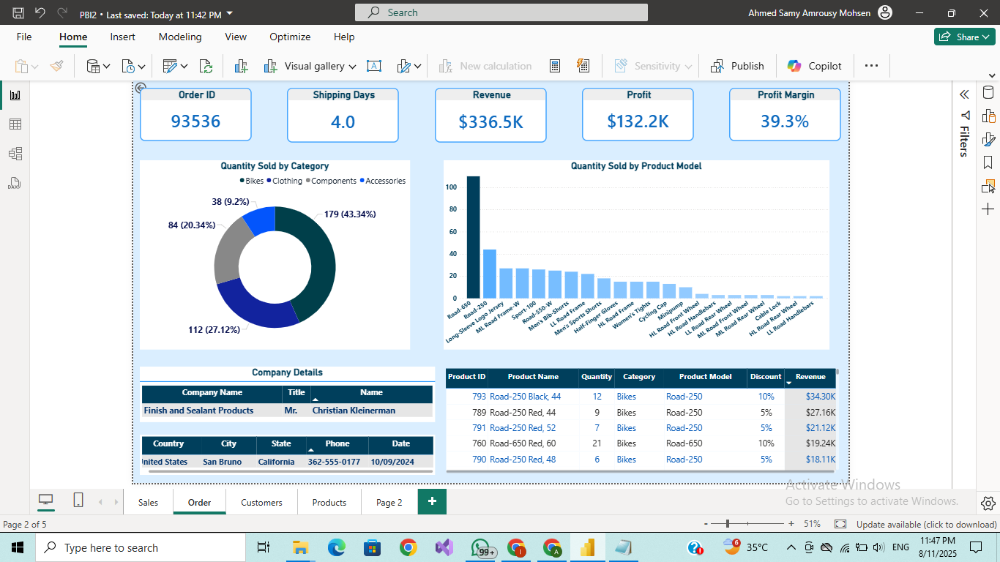 PBI2 • Last saved: Today at 11:42 PM
Search
Ahmed Samy Amrousy Mohsen
File Home Insert Modeling View Optimize Help
Share
Visual gallery
New calculation
Sensitivity
Publish
Copilot
Order ID
93536
Shipping Days
4.0
Revenue
$336.5K
Profit
$132.2K
Profit Margin
39.3%
Filters
Quantity Sold by Category
Bikes Clothing Components Accessories
38 (9.2%)
179 (43.34%)
84 (20.34%)
112 (27.12%)
Quantity Sold by Product Model
100
80
60
40
20
0
Road-650
Road-250
Long-Sleeve Logo Jersey
ML Road Frame-W
Sport-100
Road-550-W
Men's Bib-Shorts
LL Road Frame
Men's Sports Shorts
Half-Finger Gloves
HL Road Frame
Women's Tights
Cycling Cap
Minipump
HL Road Front Wheel
HL Road Handlebars
LL Road Rear Wheel
ML Road Front Wheel
ML Road Rear Wheel
Cable Lock
HL Road Rear Wheel
LL Road Handlebars
Company Details
Company Name Title Name
Finish and Sealant Products Mr. Christian Kleinerman
Country City State Phone Date
nited States San Bruno California 362-555-0177 10/09/2024
Product ID Product Name Quantity Category Product Model Discount Revenue
793 Road-250 Black, 44 12 Bikes Road-250 10% $34.30K
789 Road-250 Red, 44 9 Bikes Road-250 5% $27.16K
791 Road-250 Red, 52 7 Bikes Road-250 5% $21.12K
760 Road-650 Red, 60 21 Bikes Road-650 10% $19.24K
790 Road-250 Red, 48 6 Bikes Road-250 5% $18.11K
Activate Windows
Go to Settings to activate Windows.
Sales Order Customers Products Page 2 +
Page 2 of 5
- + 51%
Update available (click to download)
Type here to search
99+
I
A
6
35°C
ENG
11:47 PM
8/11/2025
DAX